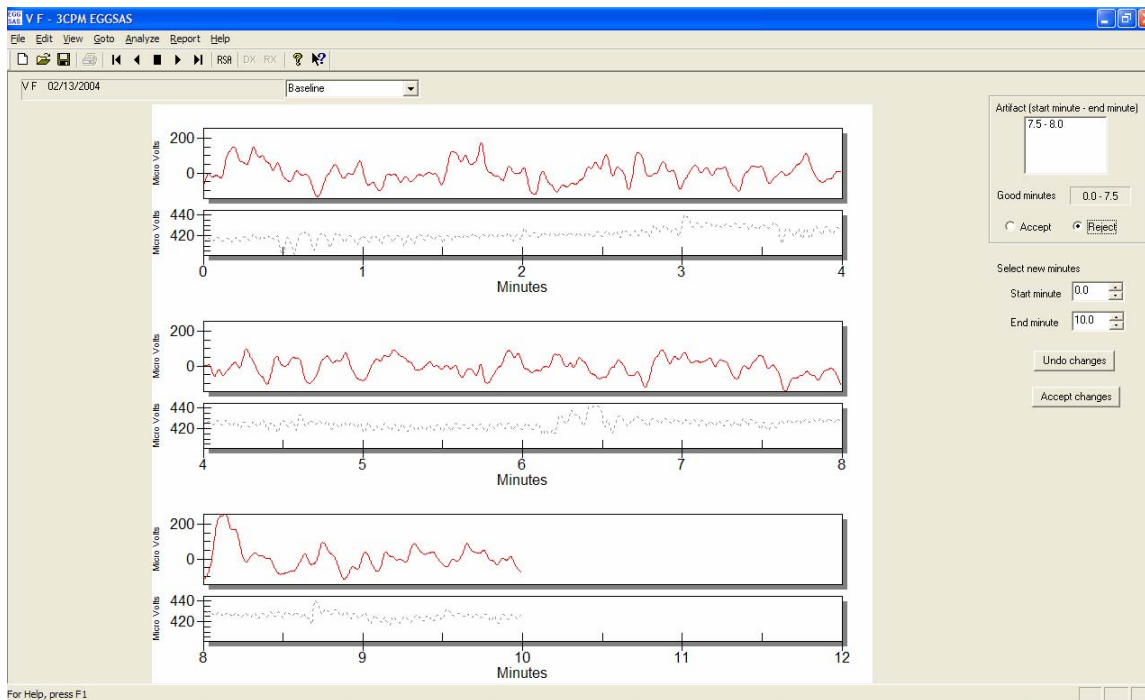 EGG SAS V F - 3CPM EGGSAS
File Edit View Goto Analyze Report Help
RSA DX RX
V F 02/13/2004
Baseline
Artifact (start minute - end minute)
7.5 - 8.0
Good minutes 0.0 - 7.5
Accept Reject
Select new minutes
Start minute 0.0
End minute 10.0
Undo changes
Accept changes
Micro Volts
200
0
Micro Volts
440
420
0 1 2 3 4
Minutes
Micro Volts
200
0
Micro Volts
440
420
4 5 6 7 8
Minutes
Micro Volts
200
0
Micro Volts
440
420
8 9 10 11 12
Minutes
For Help, press F1